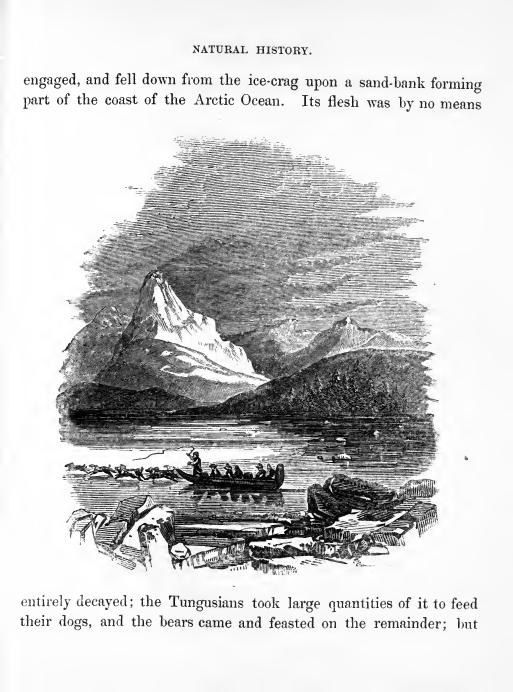 NATURAL HISTORY.
engaged, and fell down from the ice-crag upon a sand-bank forming
part of the coast of the Arctic Ocean. Its flesh was by no means
entirely decayed; the Tungusians took large quantities of it to feed
their dogs, and the bears came and feasted on the remainder; but